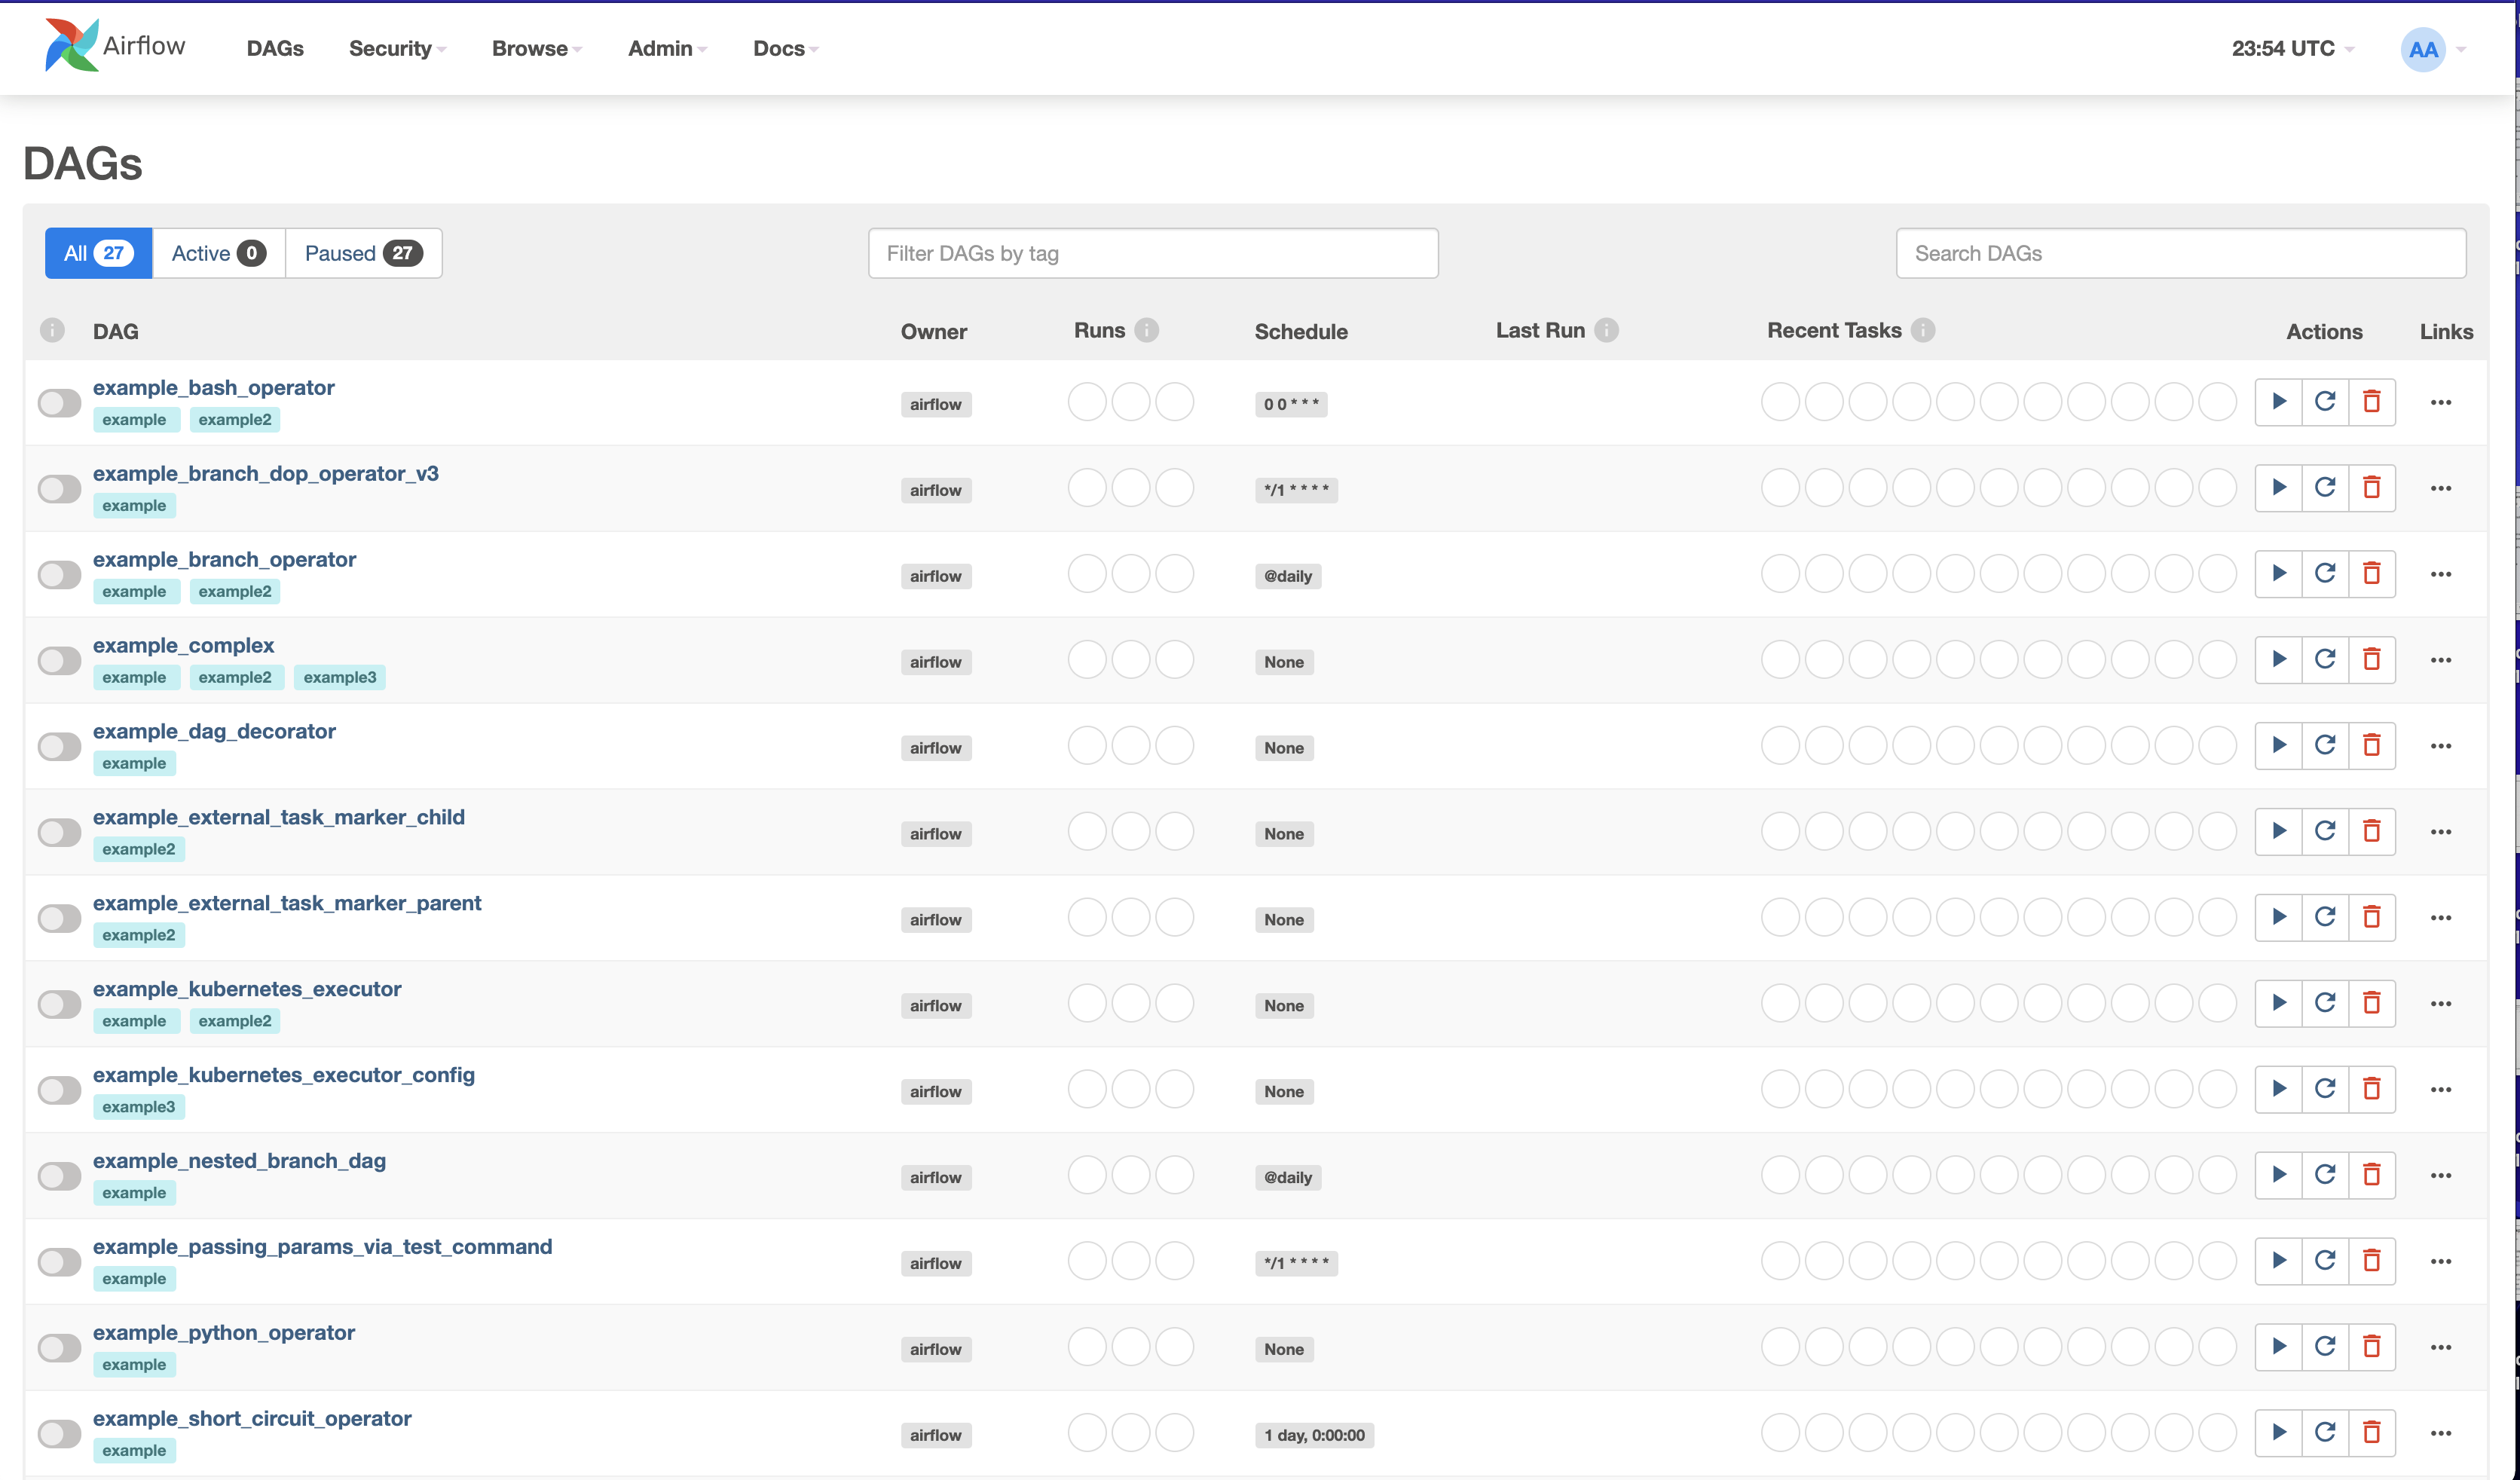 Airflow DAGs Security Browse Admin Docs 23:54 UTC AA
DAGs
All 27 Active 0 Paused 27 Filter DAGs by tag Search DAGs
DAG Owner Runs Schedule Last Run Recent Tasks Actions Links
example_bash_operator
example example2 airflow 0 0 * * *
example_branch_dop_operator_v3
example airflow */1 * * * *
example_branch_operator
example example2 airflow @daily
example_complex
example example2 example3 airflow None
example_dag_decorator
example airflow None
example_external_task_marker_child
example2 airflow None
example_external_task_marker_parent
example2 airflow None
example_kubernetes_executor
example example2 airflow None
example_kubernetes_executor_config
example3 airflow None
example_nested_branch_dag
example airflow @daily
example_passing_params_via_test_command
example airflow */1 * * * *
example_python_operator
example airflow None
example_short_circuit_operator
example airflow 1 day, 0:00:00